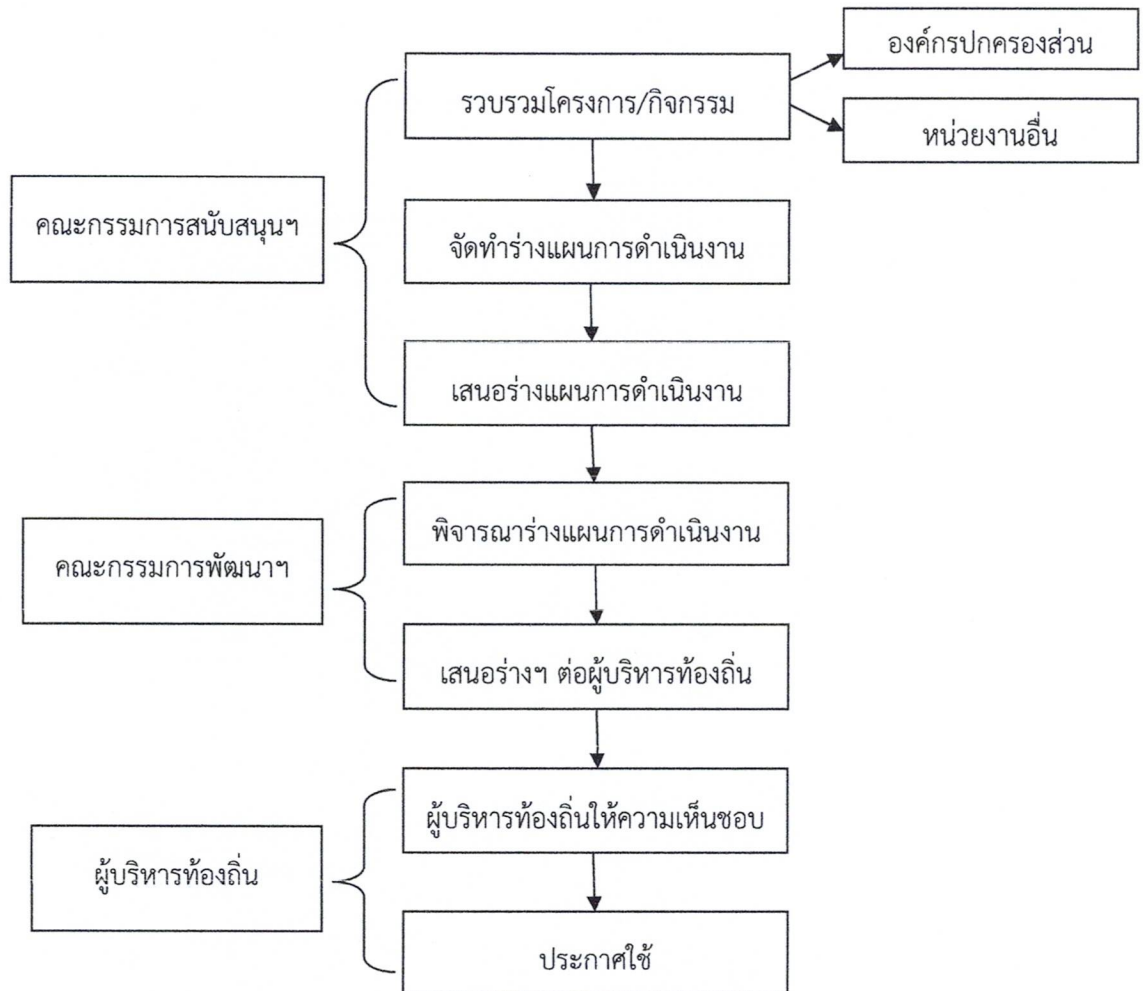 องค์กรปกครองส่วน
รวบรวมโครงการ/กิจกรรม
หน่วยงานอื่น
คณะกรรมการสนับสนุนฯ
จัดทำร่างแผนการดำเนินงาน
เสนอร่างแผนการดำเนินงาน
พิจารณาร่างแผนการดำเนินงาน
คณะกรรมการพัฒนาฯ
เสนอร่างฯ ต่อผู้บริหารท้องถิ่น
ผู้บริหารท้องถิ่นให้ความเห็นชอบ
ผู้บริหารท้องถิ่น
ประกาศใช้